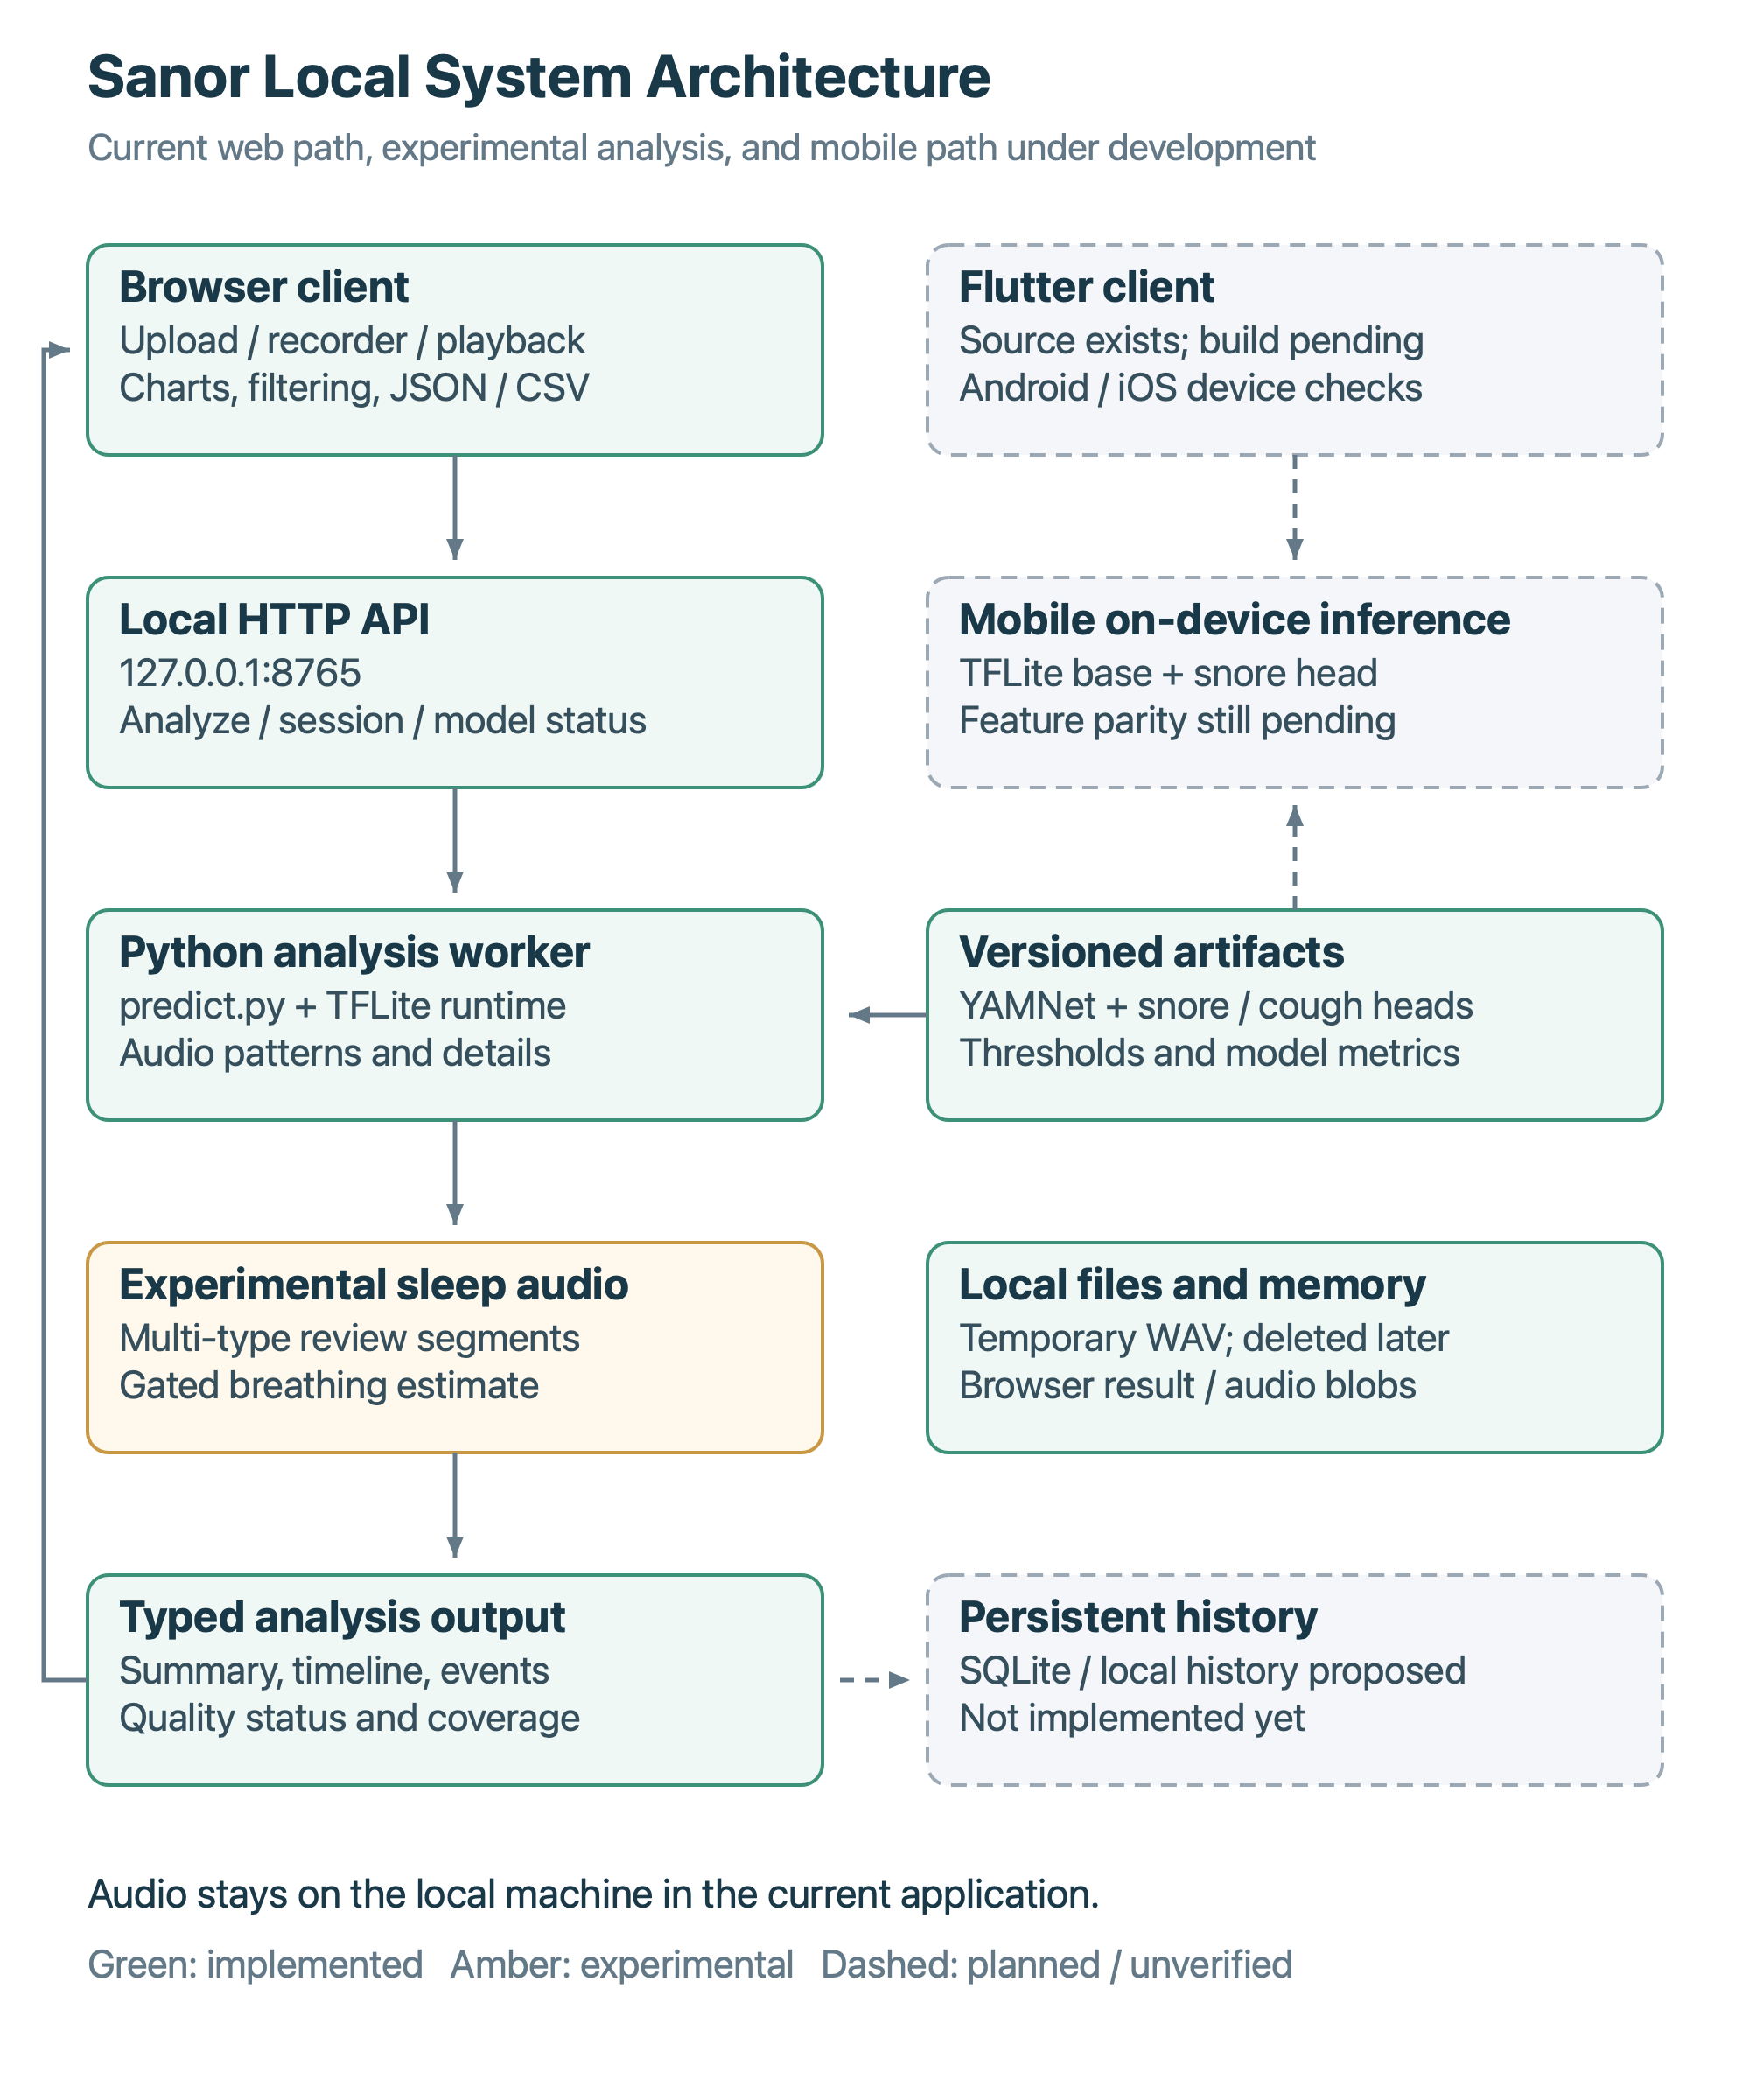 Sanor Local System Architecture
Current web path, experimental analysis, and mobile path under development
Browser client
Upload / recorder / playback
Charts, filtering, JSON / CSV
Flutter client
Source exists; build pending
Android / iOS device checks
Local HTTP API
127.0.0.1:8765
Analyze / session / model status
Mobile on-device inference
TFLite base + snore head
Feature parity still pending
Python analysis worker
predict.py + TFLite runtime
Audio patterns and details
Versioned artifacts
YAMNet + snore / cough heads
Thresholds and model metrics
Experimental sleep audio
Multi-type review segments
Gated breathing estimate
Local files and memory
Temporary WAV; deleted later
Browser result / audio blobs
Typed analysis output
Summary, timeline, events
Quality status and coverage
Persistent history
SQLite / local history proposed
Not implemented yet
Audio stays on the local machine in the current application.
Green: implemented Amber: experimental Dashed: planned / unverified